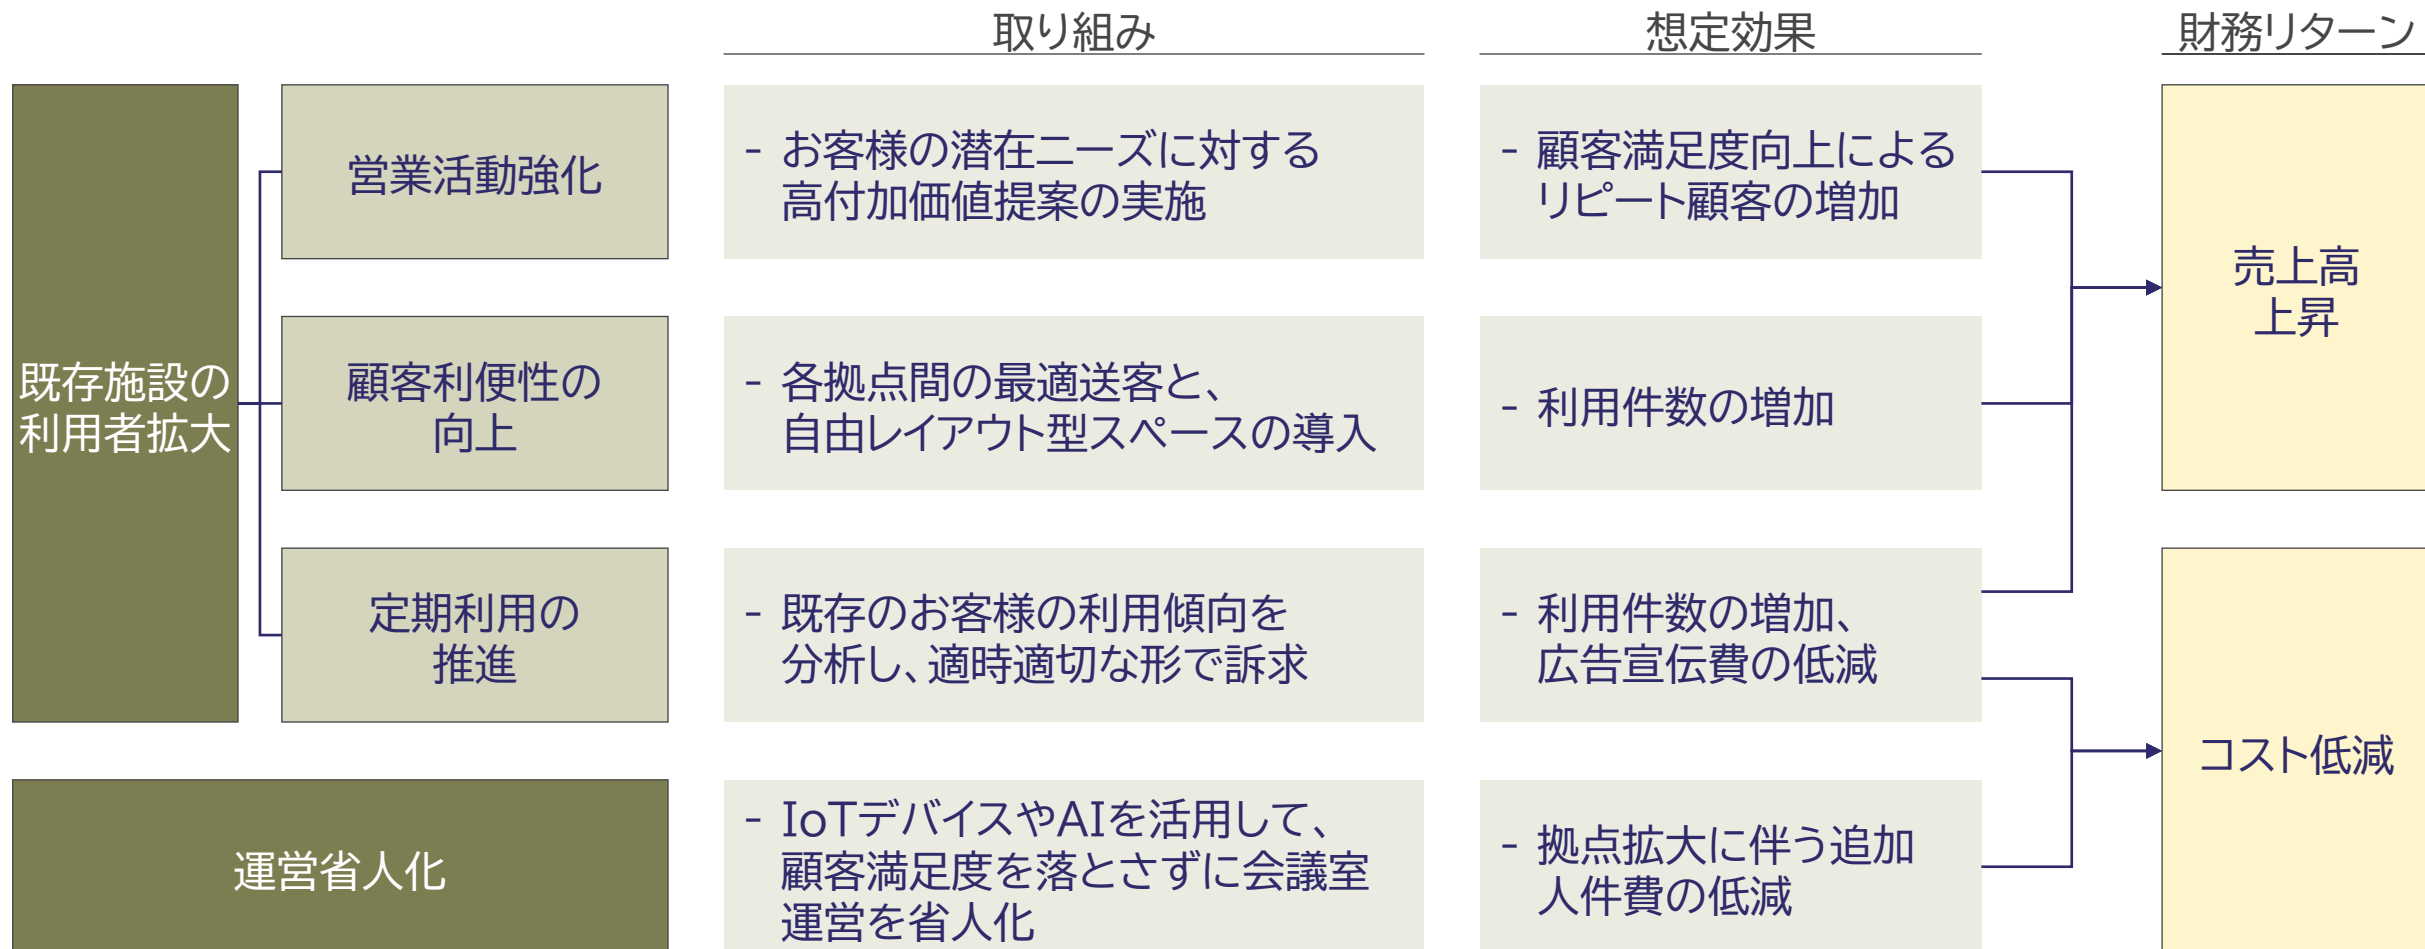 取り組み
想定効果
財務リターン
既存施設の
利用者拡大
営業活動強化
- お客様の潜在ニーズに対する
高付加価値提案の実施
- 顧客満足度向上による
リピート顧客の増加
売上高
上昇
顧客利便性の
向上
- 各拠点間の最適送客と、
自由レイアウト型スペースの導入
- 利用件数の増加
定期利用の
推進
- 既存のお客様の利用傾向を
分析し、適時適切な形で訴求
- 利用件数の増加、
広告宣伝費の低減
コスト低減
運営省人化
- IoTデバイスやAIを活用して、
顧客満足度を落とさずに会議室
運営を省人化
- 拠点拡大に伴う追加
人件費の低減